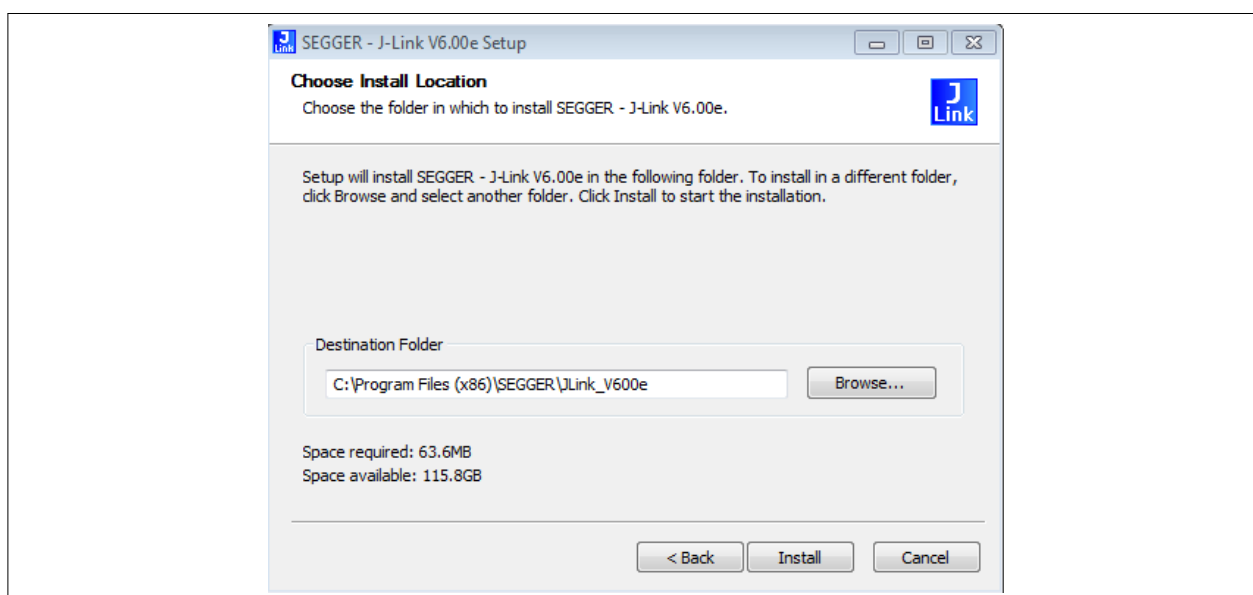 J
Link
SEGGER - J-Link V6.00e Setup
Choose Install Location
Choose the folder in which to install SEGGER - J-Link V6.00e.
J
Link
Setup will install SEGGER - J-Link V6.00e in the following folder. To install in a different folder,
click Browse and select another folder. Click Install to start the installation.
Destination Folder
C:\Program Files (x86)\SEGGER\JLink_V600e
Browse...
Space required: 63.6MB
Space available: 115.8GB
< Back
Install
Cancel